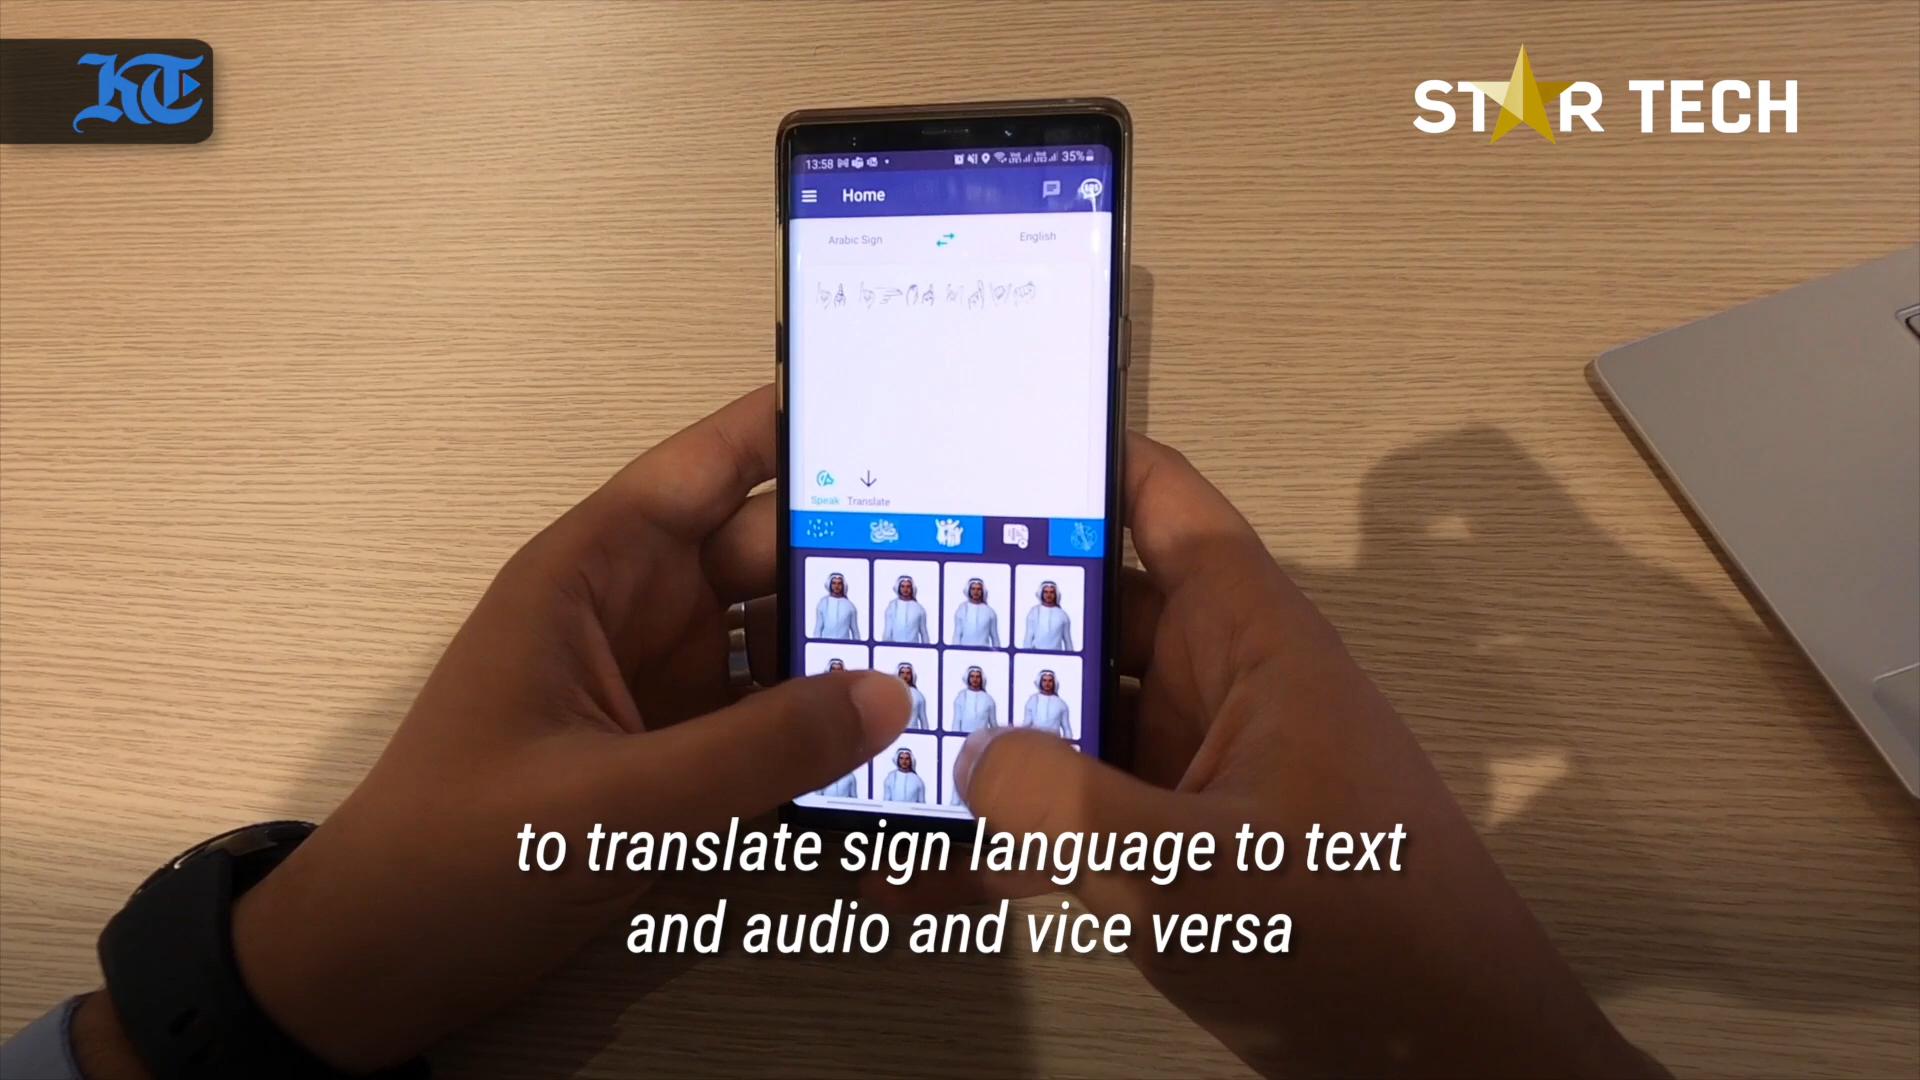 KT
STAR TECH
13:58
35%
Home
SOS
Arabic Sign
English
Speak
Translate
to translate sign language to text
and audio and vice versa